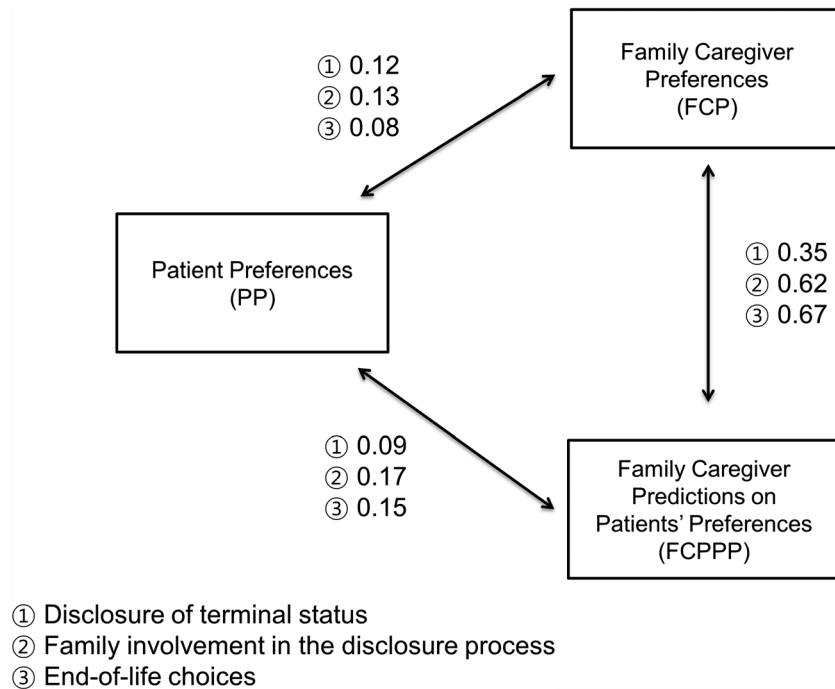 ① 0.12
② 0.13
③ 0.08
Family Caregiver
Preferences
(FCP)
Patient Preferences
(PP)
① 0.35
② 0.62
③ 0.67
① 0.09
② 0.17
③ 0.15
Family Caregiver
Predictions on
Patients’ Preferences
(FCPPP)
① Disclosure of terminal status
② Family involvement in the disclosure process
③ End-of-life choices